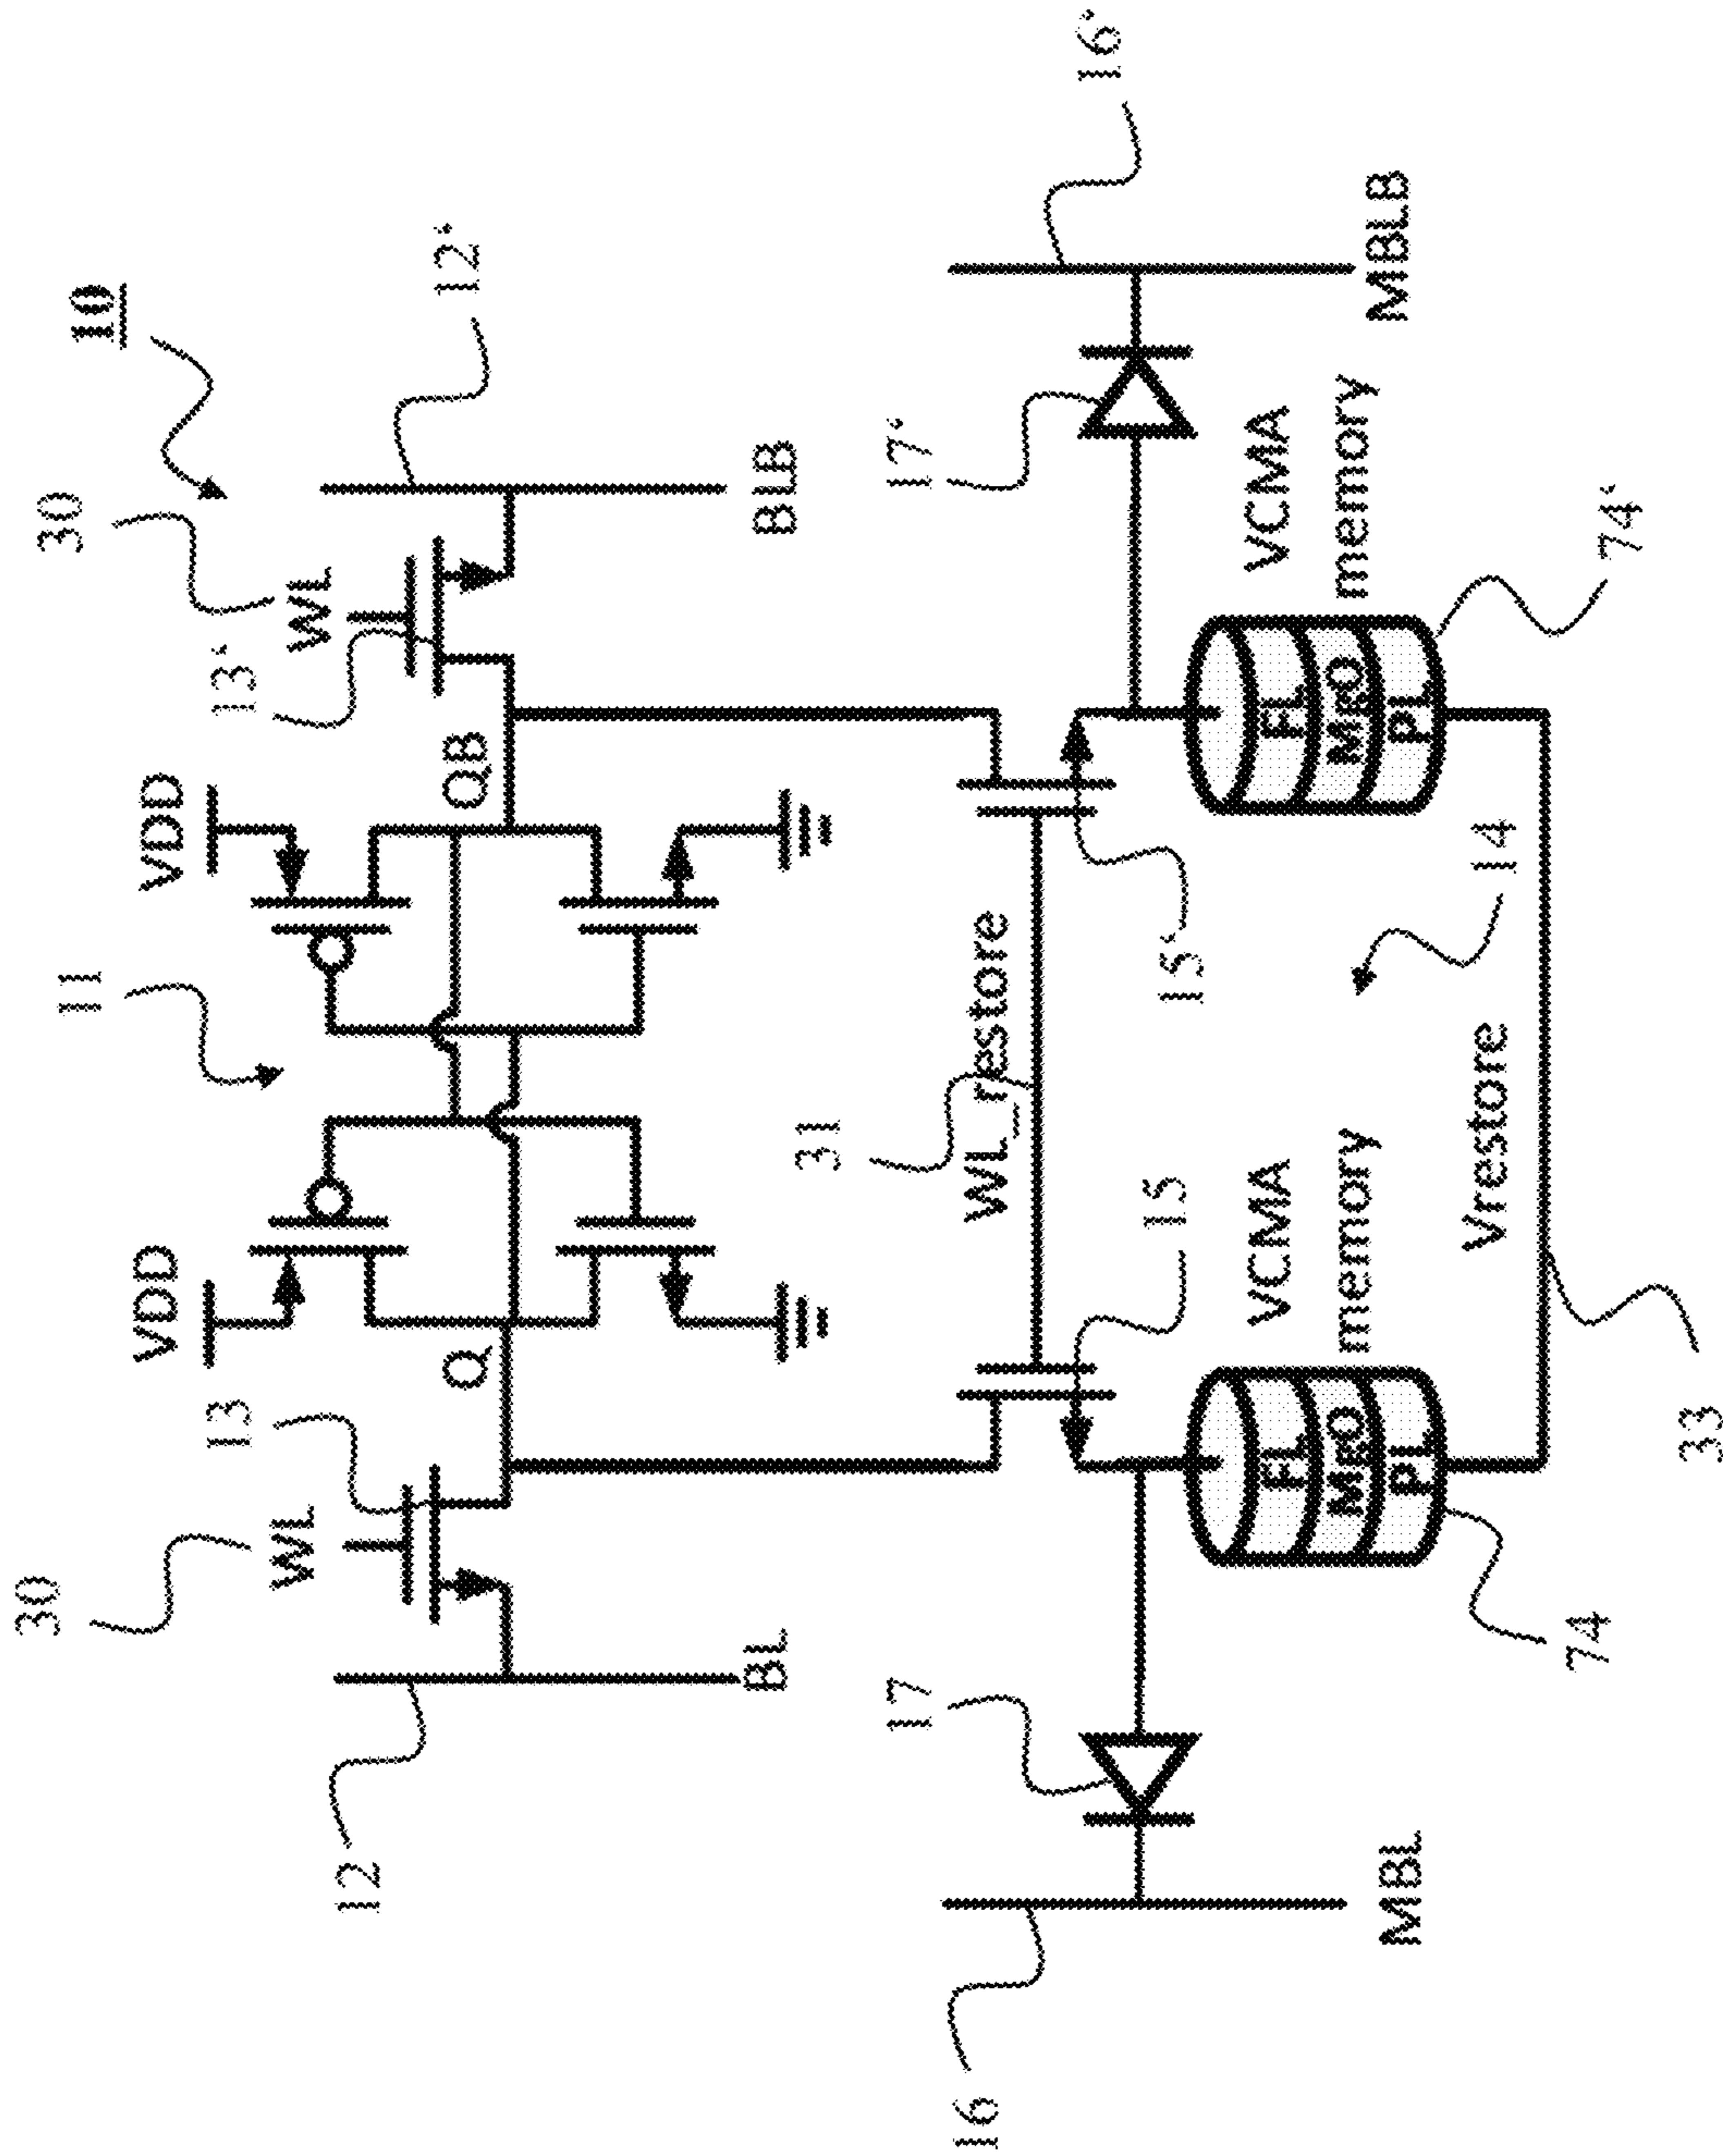 10
30
30
11
12'
13
13'
WL
WL
VDD
VDD
Q
QB
12
BL
BLB
16'
17
31
17'
WL_restore
15
15'
VCMA
memory
VCMA
memory
FL
MgO
PL
FL
MgO
PL
16
MBL
MBLB
14
Vrestore
74
74'
33